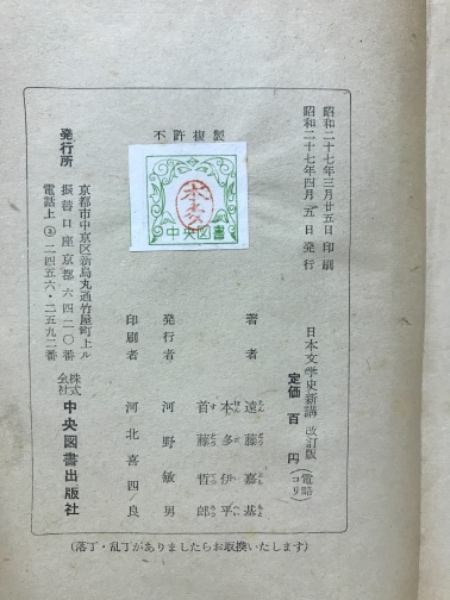 昭和二十七年三月廿五日 印刷
昭和二十七年四月五日 発行
日本文学史新講 改訂版 (電略 コリ)
定価百円
不許複製
中央図書
著者 遠藤嘉基
本多伊平
首藤哲郎
発行者 河野敏男
印刷者 河北喜四良
発行所
京都市中京区新烏丸通竹屋町上ル
振替口座京都六四二〇番
電話上③二四五六・二五九二番
株式会社 中央図書出版社
(落丁・乱丁がありましたらお取換いたします)